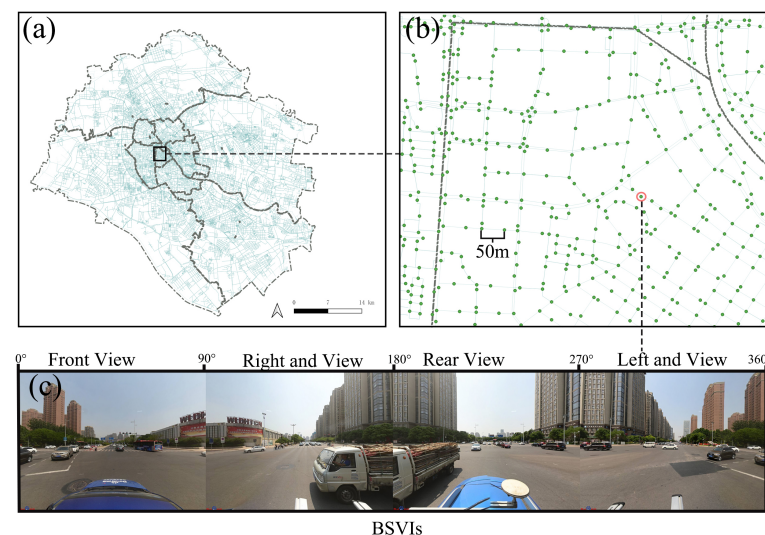 (a)
(b)
50m
0 7 14 km
0° Front View 90° Right and View 180° Rear View 270° Left and View 360°
(c)
BSVIs